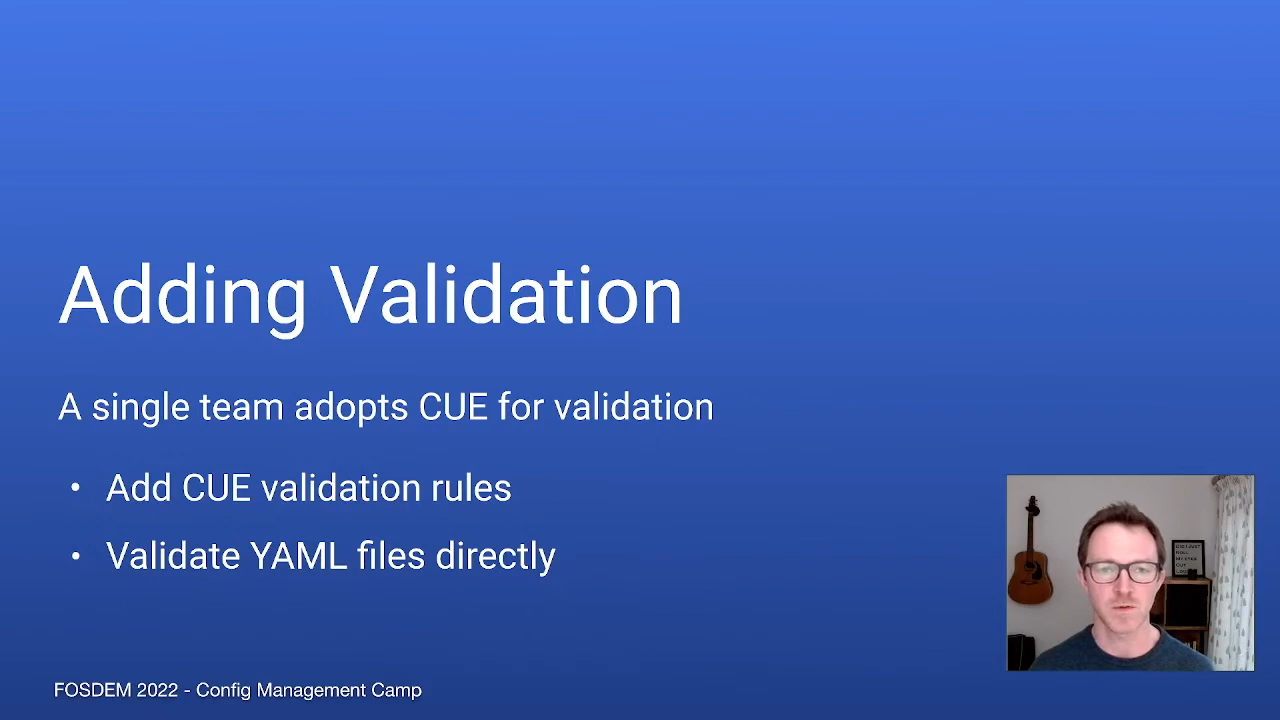 Adding Validation
A single team adopts CUE for validation
• Add CUE validation rules
• Validate YAML files directly
FOSDEM 2022 - Config Management Camp